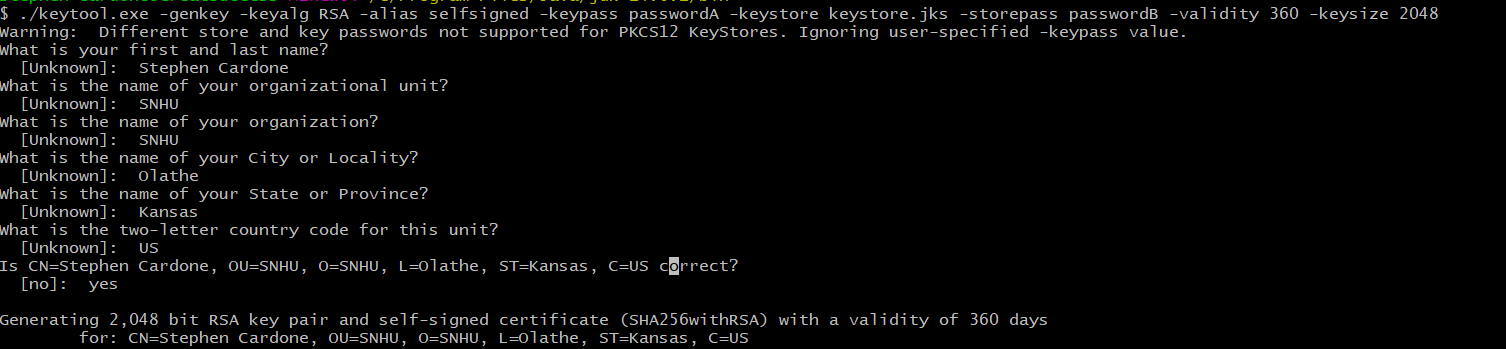 $ ./keytool.exe -genkey -keyalg RSA -alias selfsigned -keypass passwordA -keystore keystore.jks -storepass passwordB -validity 360 -keysize 2048
Warning:  Different store and key passwords not supported for PKCS12 KeyStores. Ignoring user-specified -keypass value.
What is your first and last name?
  [Unknown]:  Stephen Cardone
What is the name of your organizational unit?
  [Unknown]:  SNHU
What is the name of your organization?
  [Unknown]:  SNHU
What is the name of your City or Locality?
  [Unknown]:  Olathe
What is the name of your State or Province?
  [Unknown]:  Kansas
What is the two-letter country code for this unit?
  [Unknown]:  US
Is CN=Stephen Cardone, OU=SNHU, O=SNHU, L=Olathe, ST=Kansas, C=US correct?
  [no]:  yes

Generating 2,048 bit RSA key pair and self-signed certificate (SHA256withRSA) with a validity of 360 days
        for: CN=Stephen Cardone, OU=SNHU, O=SNHU, L=Olathe, ST=Kansas, C=US